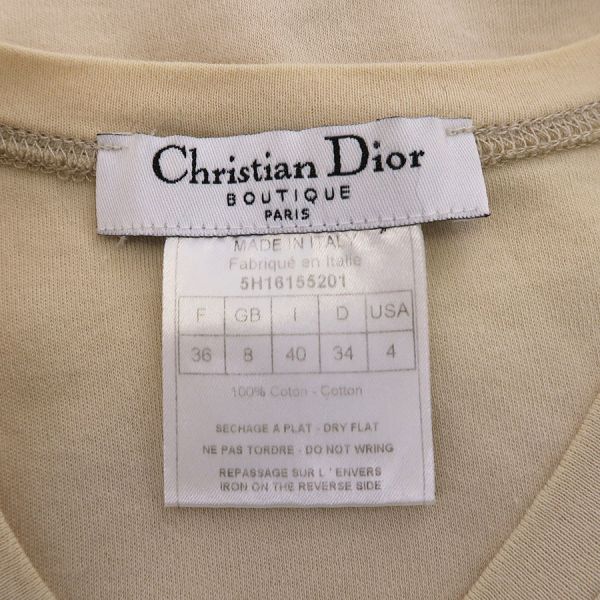 Christian Dior
BOUTIQUE
PARIS
MADE IN ITALY
Fabriqué en Italie
5H16155201
F GB I D USA
36 8 40 34 4
100% Coton - Cotton
SECHAGE A PLAT - DRY FLAT
NE PAS TORDRE - DO NOT WRING
REPASSAGE SUR L ' ENVERS
IRON ON THE REVERSE SIDE